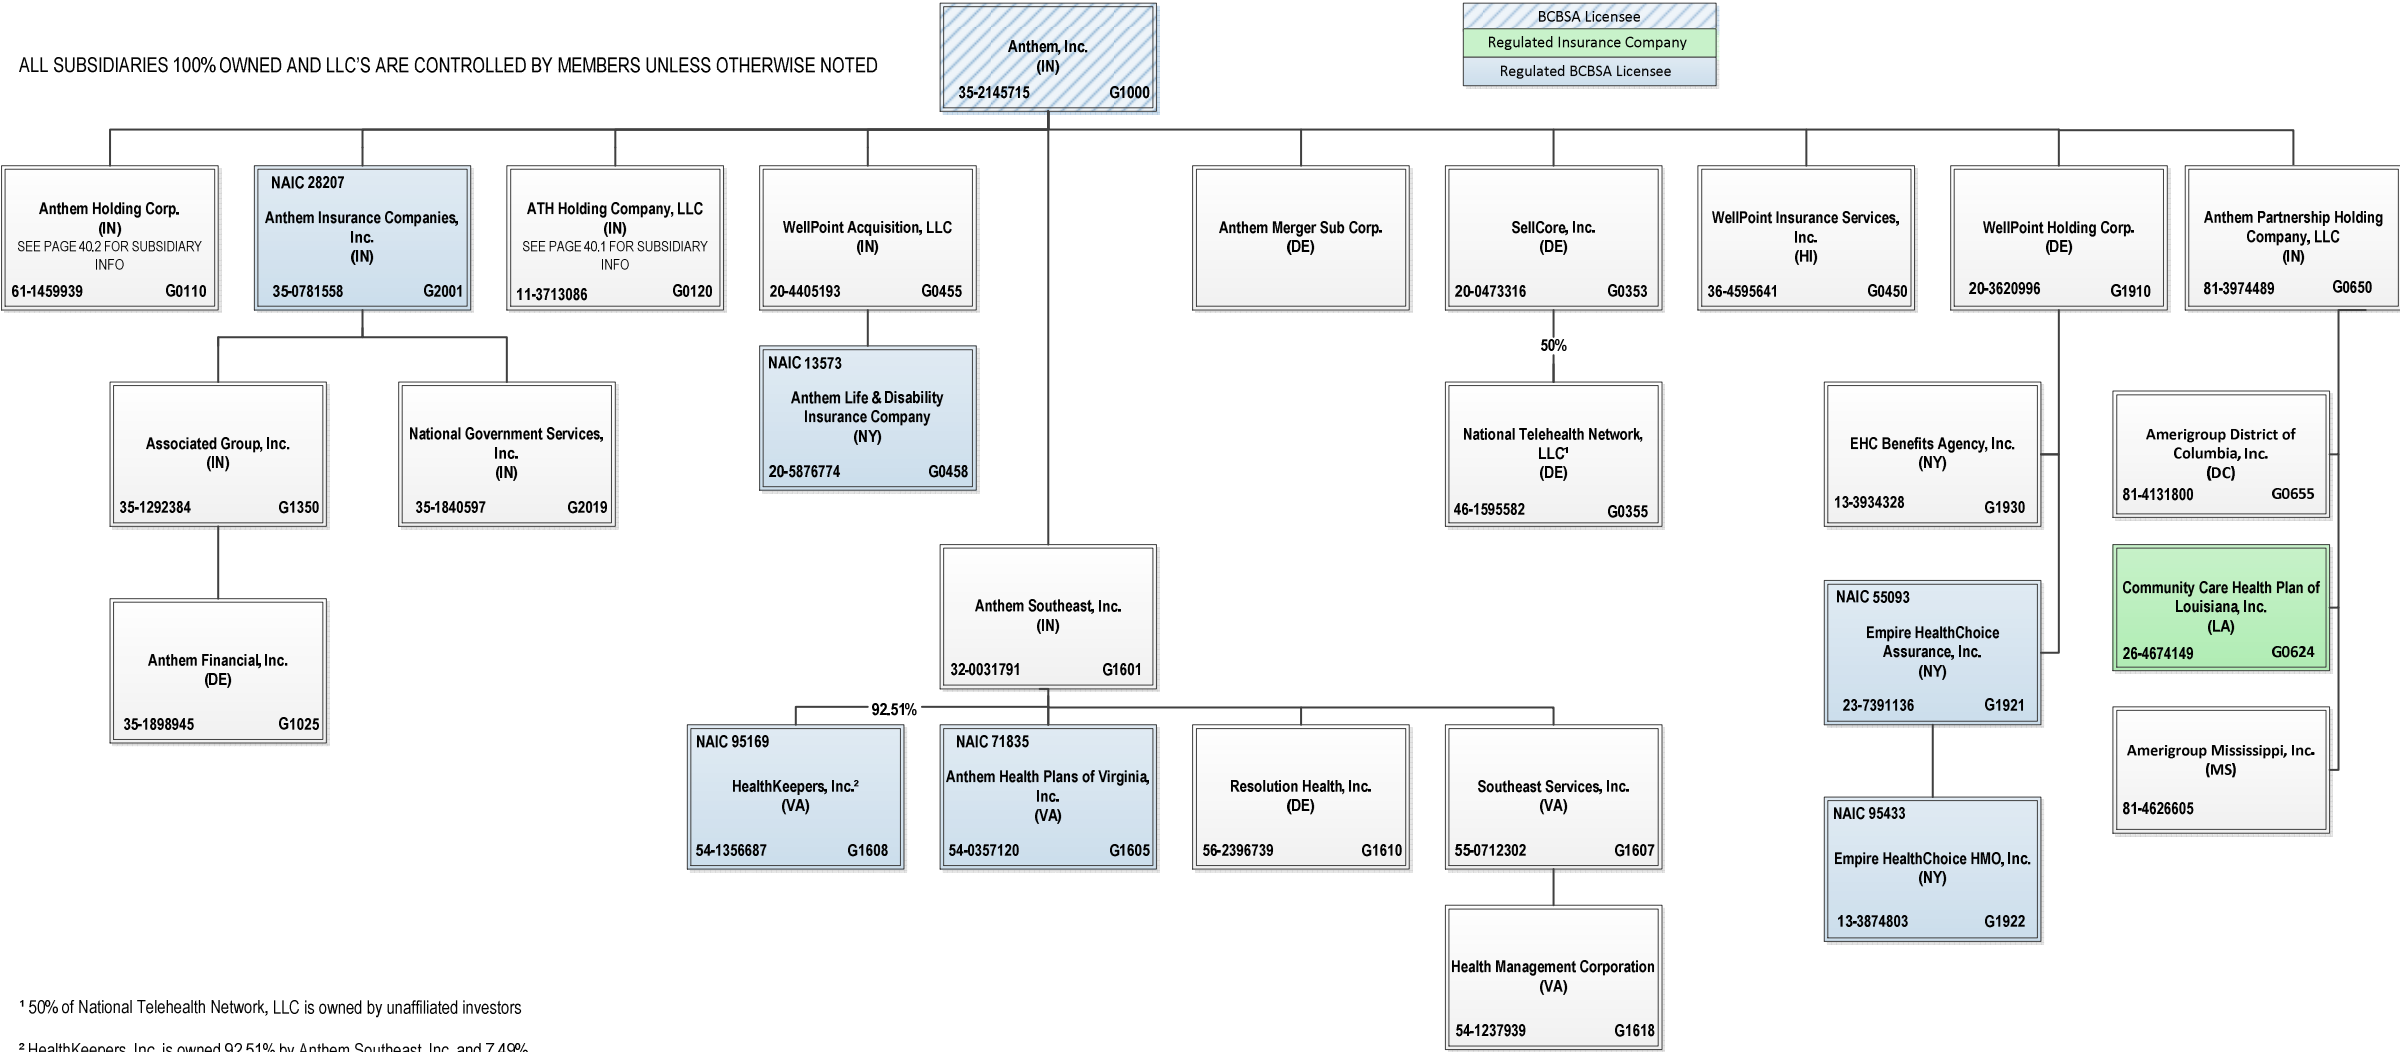 Anthem, Inc.
(IN)
35-2145715 G1000
BCBSA Licensee
Regulated Insurance Company
Regulated BCBSA Licensee
ALL SUBSIDIARIES 100% OWNED AND LLC'S ARE CONTROLLED BY MEMBERS UNLESS OTHERWISE NOTED
Anthem Holding Corp.
(IN)
SEE PAGE 40.2 FOR SUBSIDIARY
INFO
61-1459939 G0110
NAIC 28207
Anthem Insurance Companies,
Inc.
(IN)
35-0781558 G2001
ATH Holding Company, LLC
(IN)
SEE PAGE 40.1 FOR SUBSIDIARY
INFO
11-3713086 G0120
WellPoint Acquisition, LLC
(IN)
20-4405193 G0455
Anthem Merger Sub Corp.
(DE)
SellCore, Inc.
(DE)
20-0473316 G0353
WellPoint Insurance Services,
Inc.
(HI)
36-4595641 G0450
WellPoint Holding Corp.
(DE)
20-3620996 G1910
Anthem Partnership Holding
Company, LLC
(IN)
81-3974489 G0650
50%
NAIC 13573
Anthem Life & Disability
Insurance Company
(NY)
20-5876774 G0458
Associated Group, Inc.
(IN)
35-1292384 G1350
National Government Services,
Inc.
(IN)
35-1840597 G2019
National Telehealth Network,
LLC¹
(DE)
46-1595582 G0355
EHC Benefits Agency, Inc.
(NY)
13-3934328 G1930
Amerigroup District of
Columbia, Inc.
(DC)
81-4131800 G0655
Anthem Southeast, Inc.
(IN)
32-0031791 G1601
Community Care Health Plan of
Louisiana, Inc.
(LA)
26-4674149 G0624
NAIC 55093
Empire HealthChoice
Assurance, Inc.
(NY)
23-7391136 G1921
Anthem Financial, Inc.
(DE)
35-1898945 G1025
92.51%
NAIC 95169
HealthKeepers, Inc.²
(VA)
54-1356687 G1608
NAIC 71835
Anthem Health Plans of Virginia,
Inc.
(VA)
54-0357120 G1605
Resolution Health, Inc.
(DE)
56-2396739 G1610
Southeast Services, Inc.
(VA)
55-0712302 G1607
Amerigroup Mississippi, Inc.
(MS)
81-4626605
NAIC 95433
Empire HealthChoice HMO, Inc.
(NY)
13-3874803 G1922
Health Management Corporation
(VA)
54-1237939 G1618
¹ 50% of National Telehealth Network, LLC is owned by unaffiliated investors
² HealthKeepers, Inc. is owned 92.51% by Anthem Southeast, Inc. and 7.49%